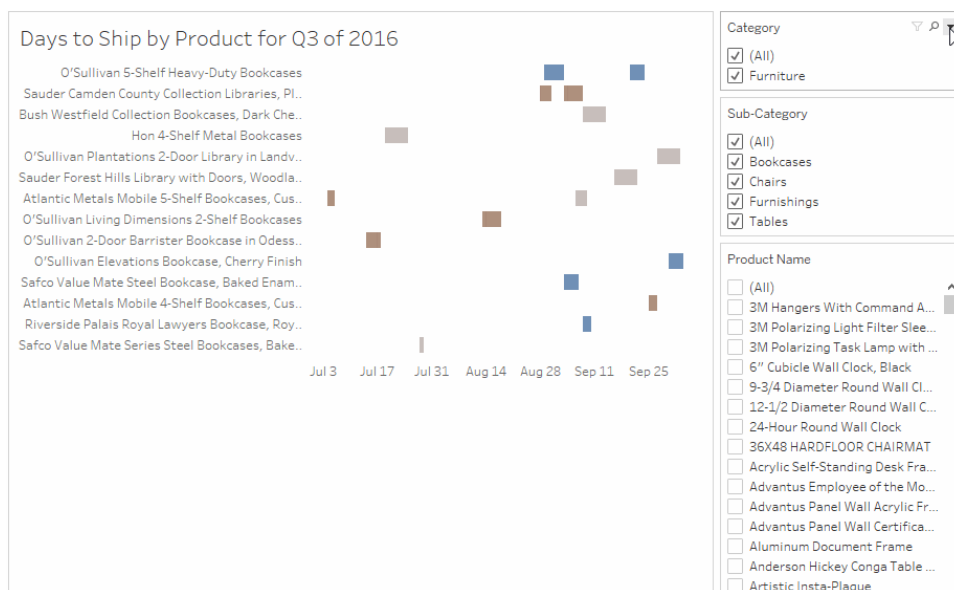 Days to Ship by Product for Q3 of 2016
O'Sullivan 5-Shelf Heavy-Duty Bookcases
Sauder Camden County Collection Libraries, Pl..
Bush Westfield Collection Bookcases, Dark Che..
Hon 4-Shelf Metal Bookcases
O'Sullivan Plantations 2-Door Library in Landv..
Sauder Forest Hills Library with Doors, Woodla..
Atlantic Metals Mobile 5-Shelf Bookcases, Cus..
O'Sullivan Living Dimensions 2-Shelf Bookcases
O'Sullivan 2-Door Barrister Bookcase in Odess..
O'Sullivan Elevations Bookcase, Cherry Finish
Safco Value Mate Steel Bookcase, Baked Enam..
Atlantic Metals Mobile 4-Shelf Bookcases, Cus..
Riverside Palais Royal Lawyers Bookcase, Roy..
Safco Value Mate Series Steel Bookcases, Bake..
Jul 3 Jul 17 Jul 31 Aug 14 Aug 28 Sep 11 Sep 25
Category
(All)
Furniture
Sub-Category
(All)
Bookcases
Chairs
Furnishings
Tables
Product Name
(All)
3M Hangers With Command A...
3M Polarizing Light Filter Slee...
3M Polarizing Task Lamp with ...
6" Cubicle Wall Clock, Black
9-3/4 Diameter Round Wall Cl...
12-1/2 Diameter Round Wall C...
24-Hour Round Wall Clock
36X48 HARDFLOOR CHAIRMAT
Acrylic Self-Standing Desk Fra...
Advantus Employee of the Mo...
Advantus Panel Wall Acrylic Fr...
Advantus Panel Wall Certifica...
Aluminum Document Frame
Anderson Hickey Conga Table ...
Artistic Insta-Plaque